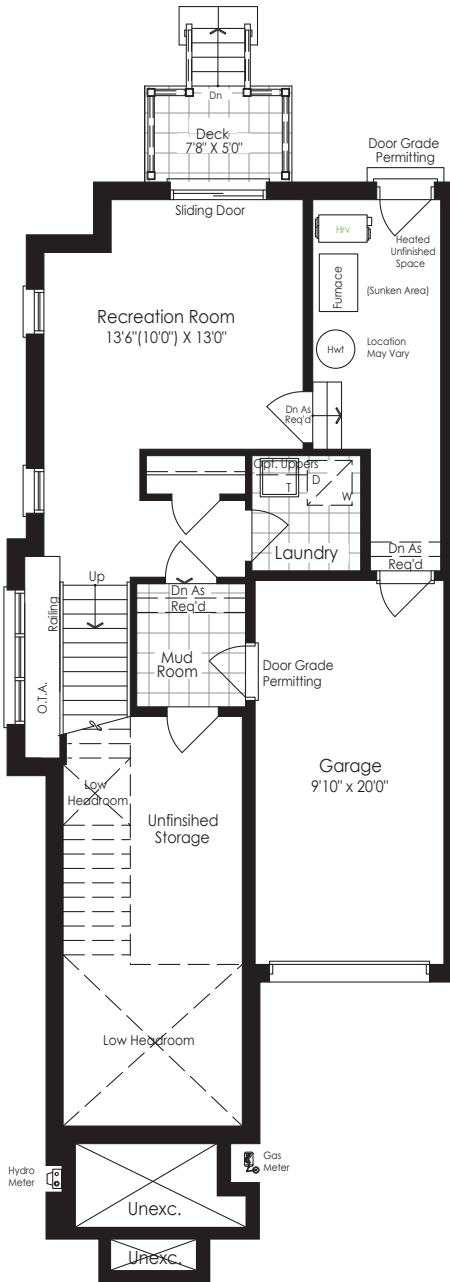 Dn
Deck
7'8" X 5'0"
Door Grade
Permitting
Sliding Door
Hrv
Heated
Unfinished
Space
Furnace
(Sunken Area)
Recreation Room
13'6"(10'0") X 13'0"
Hwt
Location
May Vary
Dn As
Req'd
Opt. Uppers
T
D
W
Laundry
Dn As
Req'd
Up
Railing
O.T.A.
Dn As
Req'd
Mud
Room
Door Grade
Permitting
Garage
9'10" x 20'0"
Low
Headroom
Unfinsihed
Storage
Low Headroom
Hydro
Meter
Gas
Meter
Unexc.
Unexc.